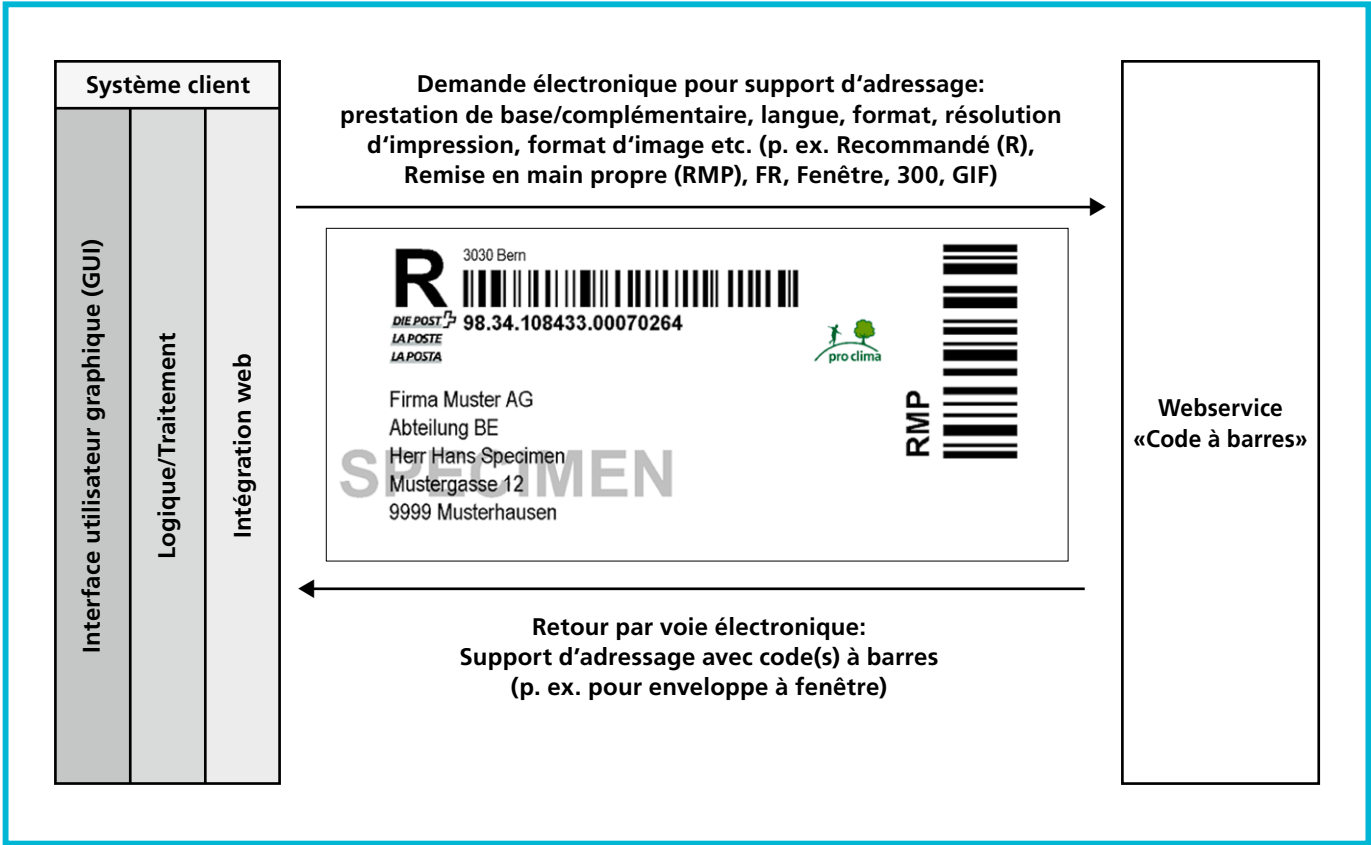 Système client
Interface utilisateur graphique (GUI)
Logique/Traitement
Intégration web
Demande électronique pour support d‘adressage:
prestation de base/complémentaire, langue, format, résolution
d‘impression, format d‘image etc. (p. ex. Recommandé (R),
Remise en main propre (RMP), FR, Fenêtre, 300, GIF)
R
3030 Bern
DIE POST
LA POSTE
LA POSTA
98.34.108433.00070264
pro clima
RMP
Firma Muster AG
Abteilung BE
Herr Hans Specimen
Mustergasse 12
9999 Musterhausen
SPECIMEN
Retour par voie électronique:
Support d’adressage avec code(s) à barres
(p. ex. pour enveloppe à fenêtre)
Webservice
«Code à barres»